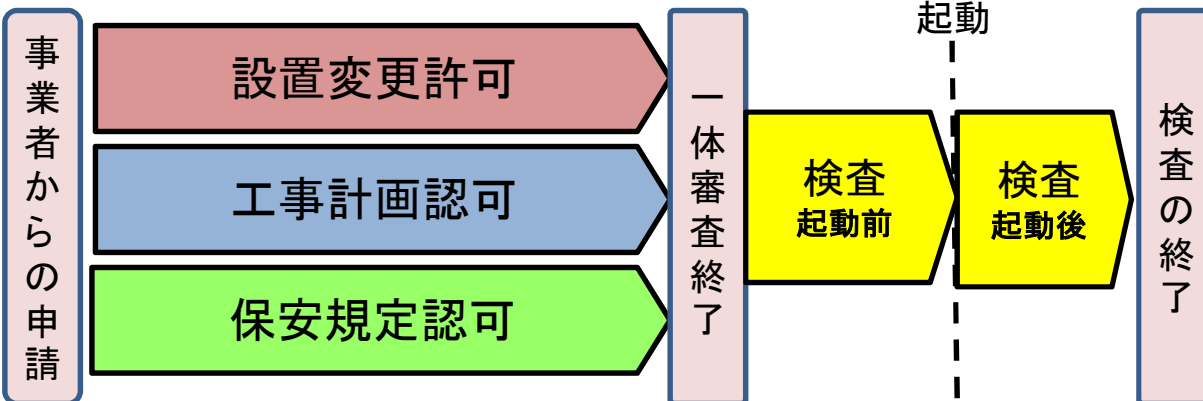 事業者からの申請
設置変更許可
工事計画認可
保安規定認可
一体審査終了
起動
検査
起動前
検査
起動後
検査の終了